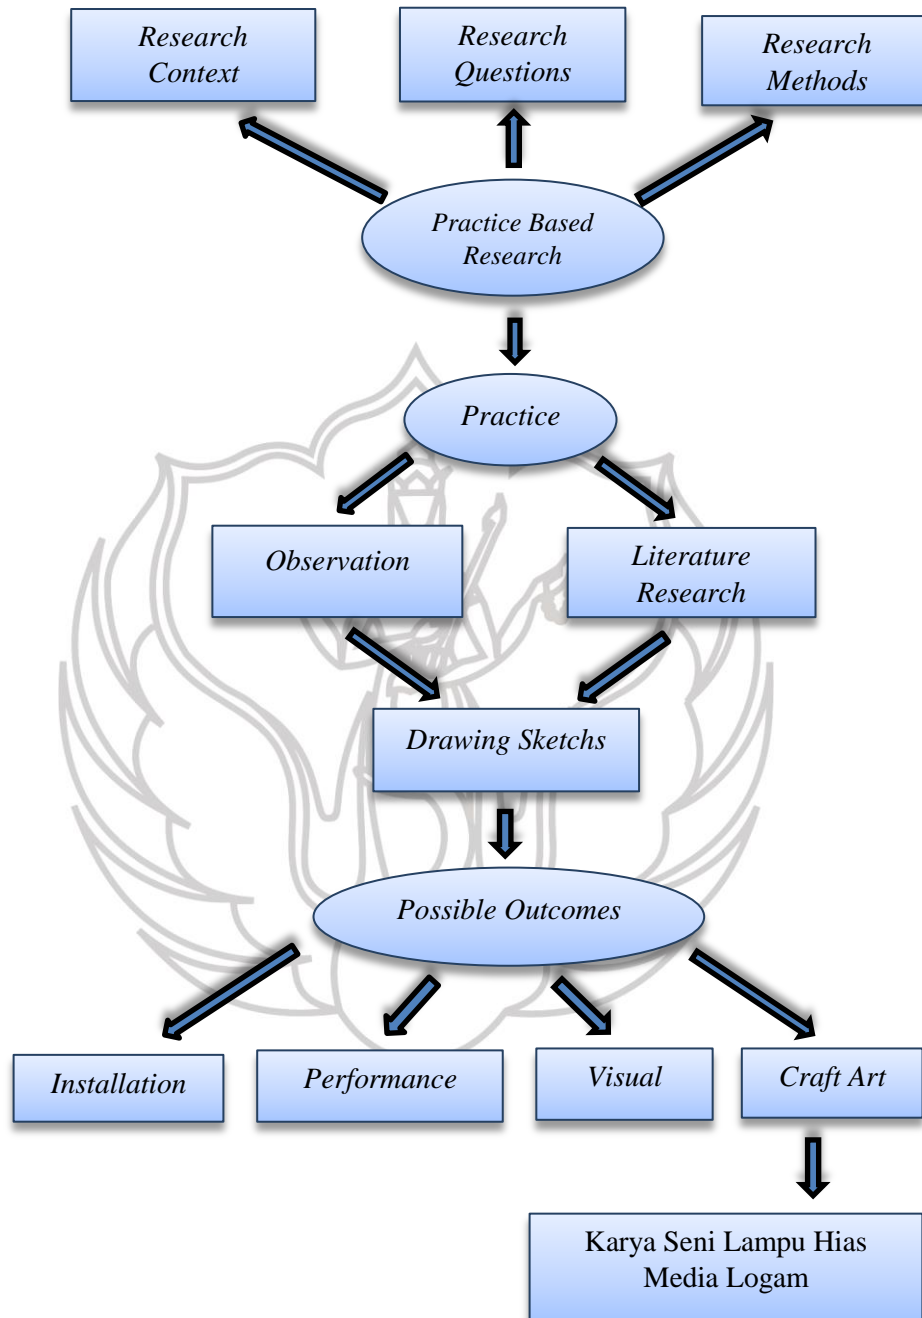 Research
Context
Research
Questions
Research
Methods
Practice Based
Research
Practice
Observation
Literature
Research
Drawing Sketchs
Possible Outcomes
Installation
Performance
Visual
Craft Art
Karya Seni Lampu Hias
Media Logam